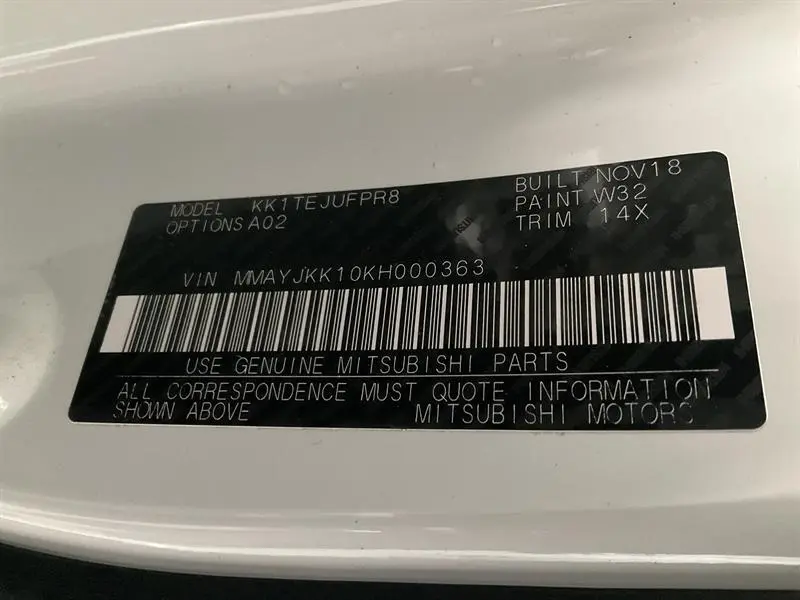 MODEL KK1TEJUFPR8 BUILT NOV18
OPTIONS A02 PAINT W32
TRIM 14X
VIN MMAYJKK10KH000363
USE GENUINE MITSUBISHI PARTS
ALL CORRESPONDENCE MUST QUOTE INFORMATION
SHOWN ABOVE MITSUBISHI MOTORS